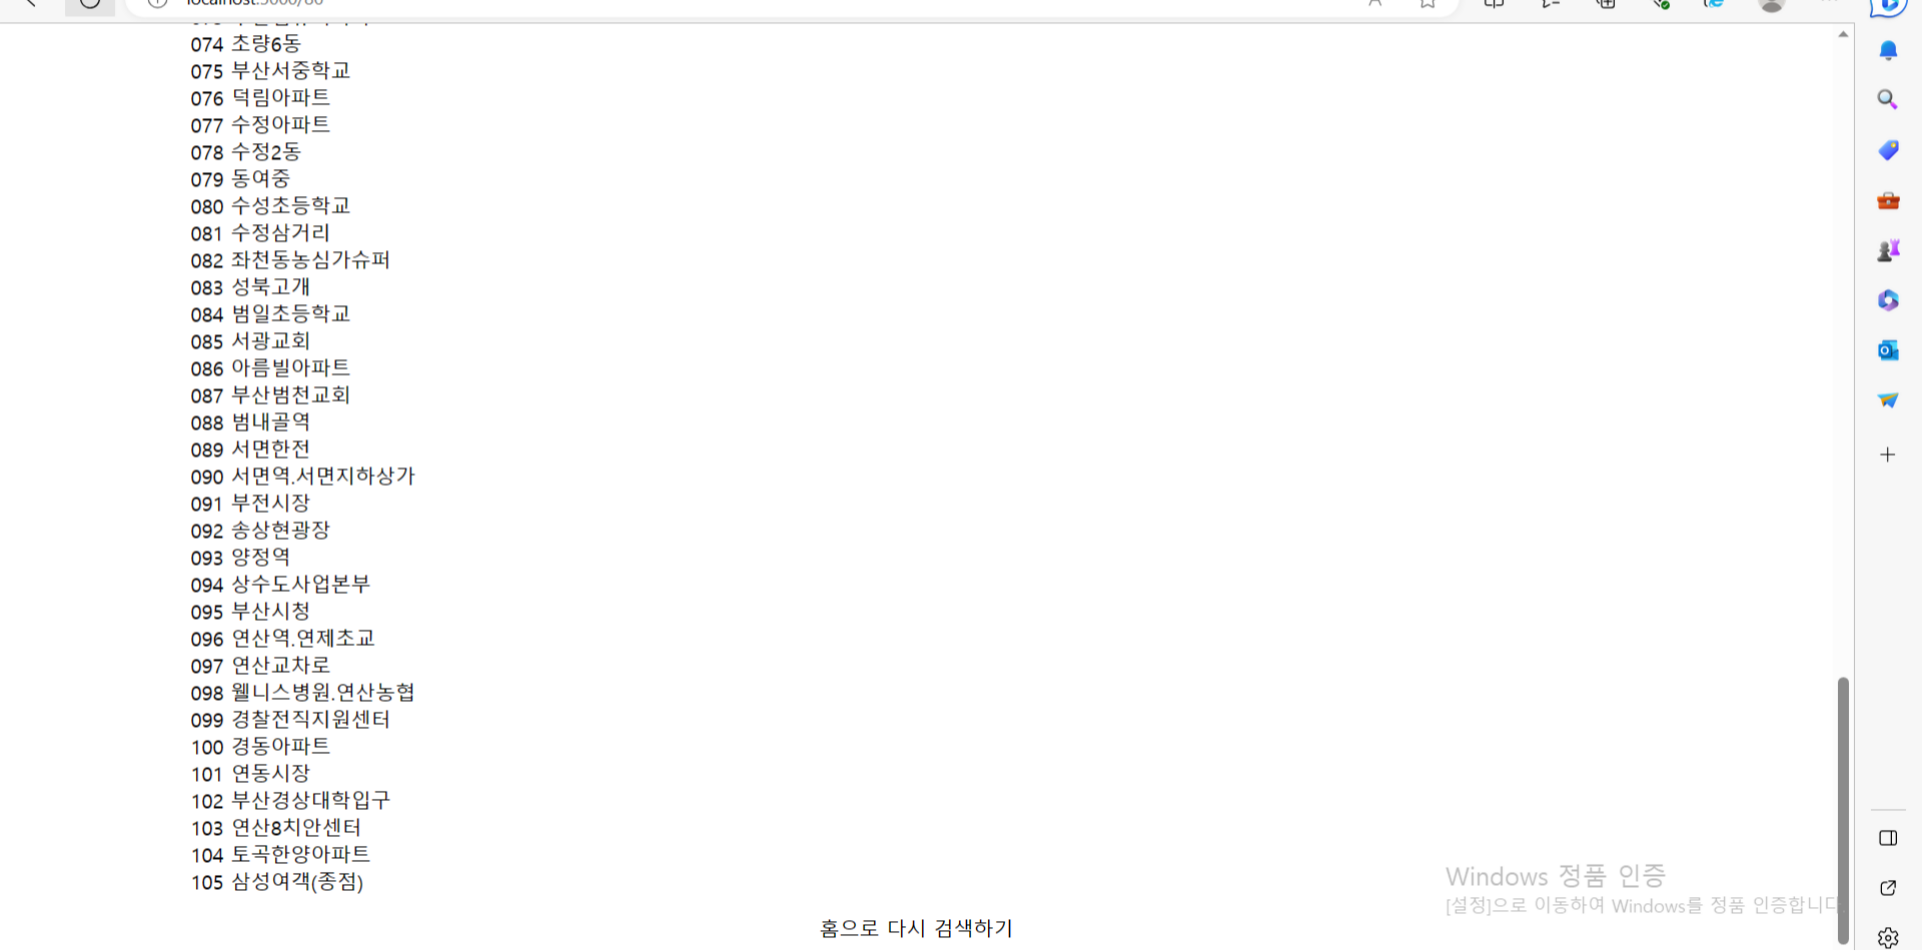 074 초량6동
075 부산서중학교
076 덕림아파트
077 수정아파트
078 수정2동
079 동여중
080 수성초등학교
081 수정삼거리
082 좌천동농심가슈퍼
083 성북고개
084 범일초등학교
085 서광교회
086 아름빌아파트
087 부산범천교회
088 범내골역
089 서면한전
090 서면역.서면지하상가
091 부전시장
092 송상현광장
093 양정역
094 상수도사업본부
095 부산시청
096 연산역.연제초교
097 연산교차로
098 웰니스병원.연산농협
099 경찰전직지원센터
100 경동아파트
101 연동시장
102 부산경상대학입구
103 연산8치안센터
104 토곡한양아파트
105 삼성여객(종점)
Windows 정품 인증
[설정]으로 이동하여 Windows를 정품 인증합니다.
홈으로 다시 검색하기